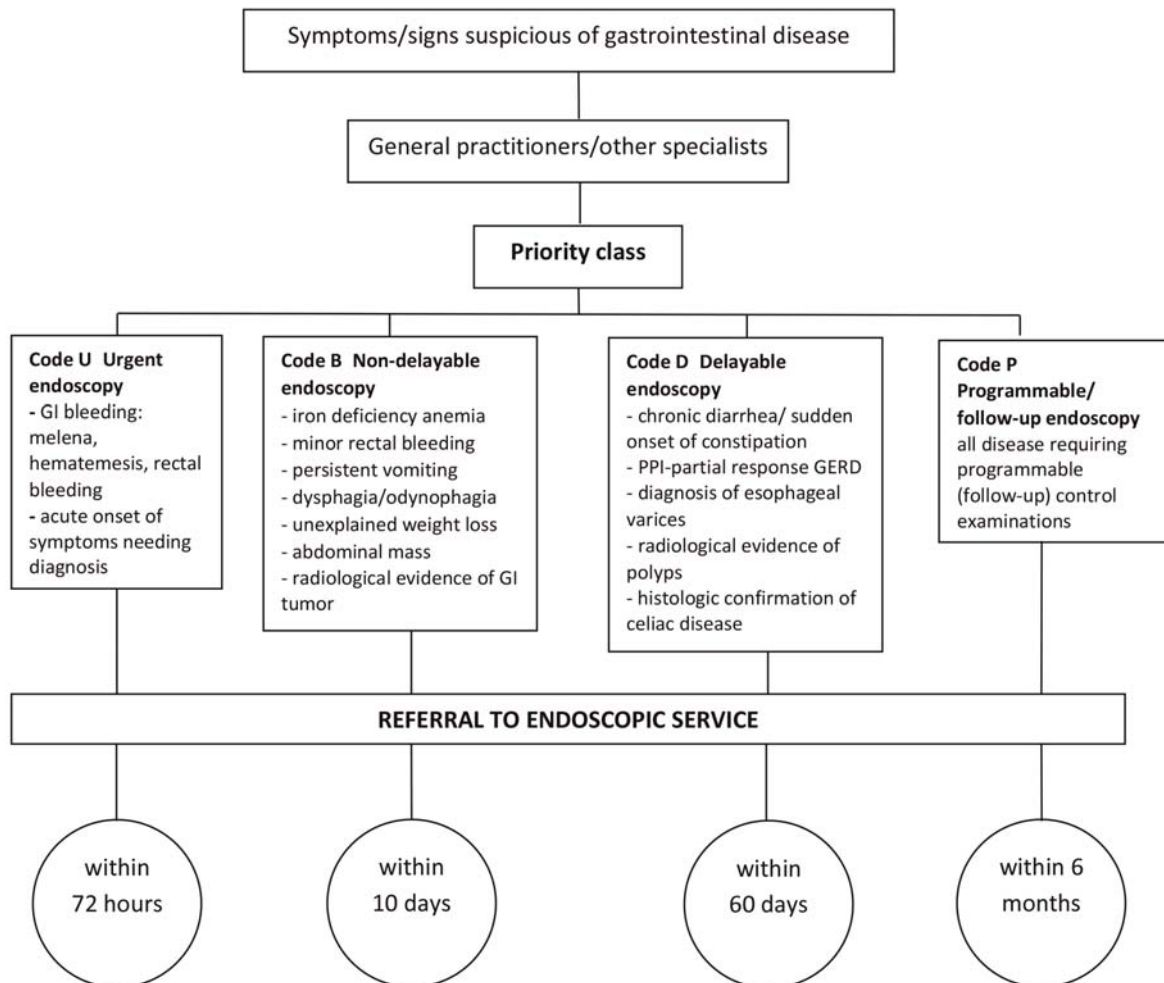 Symptoms/signs suspicious of gastrointestinal disease
General practitioners/other specialists
Priority class
Code U  Urgent
endoscopy
- GI bleeding:
melena,
hematemesis, rectal
bleeding
- acute onset of
symptoms needing
diagnosis
Code B  Non-delayable
endoscopy
- iron deficiency anemia
- minor rectal bleeding
- persistent vomiting
- dysphagia/odynophagia
- unexplained weight loss
- abdominal mass
- radiological evidence of GI
tumor
Code D  Delayable
endoscopy
- chronic diarrhea/ sudden
onset of constipation
- PPI-partial response GERD
- diagnosis of esophageal
varices
- radiological evidence of
polyps
- histologic confirmation of
celiac disease
Code P
Programmable/
follow-up endoscopy
all disease requiring
programmable
(follow-up) control
examinations
REFERRAL TO ENDOSCOPIC SERVICE
within
72 hours
within
10 days
within
60 days
within 6
months